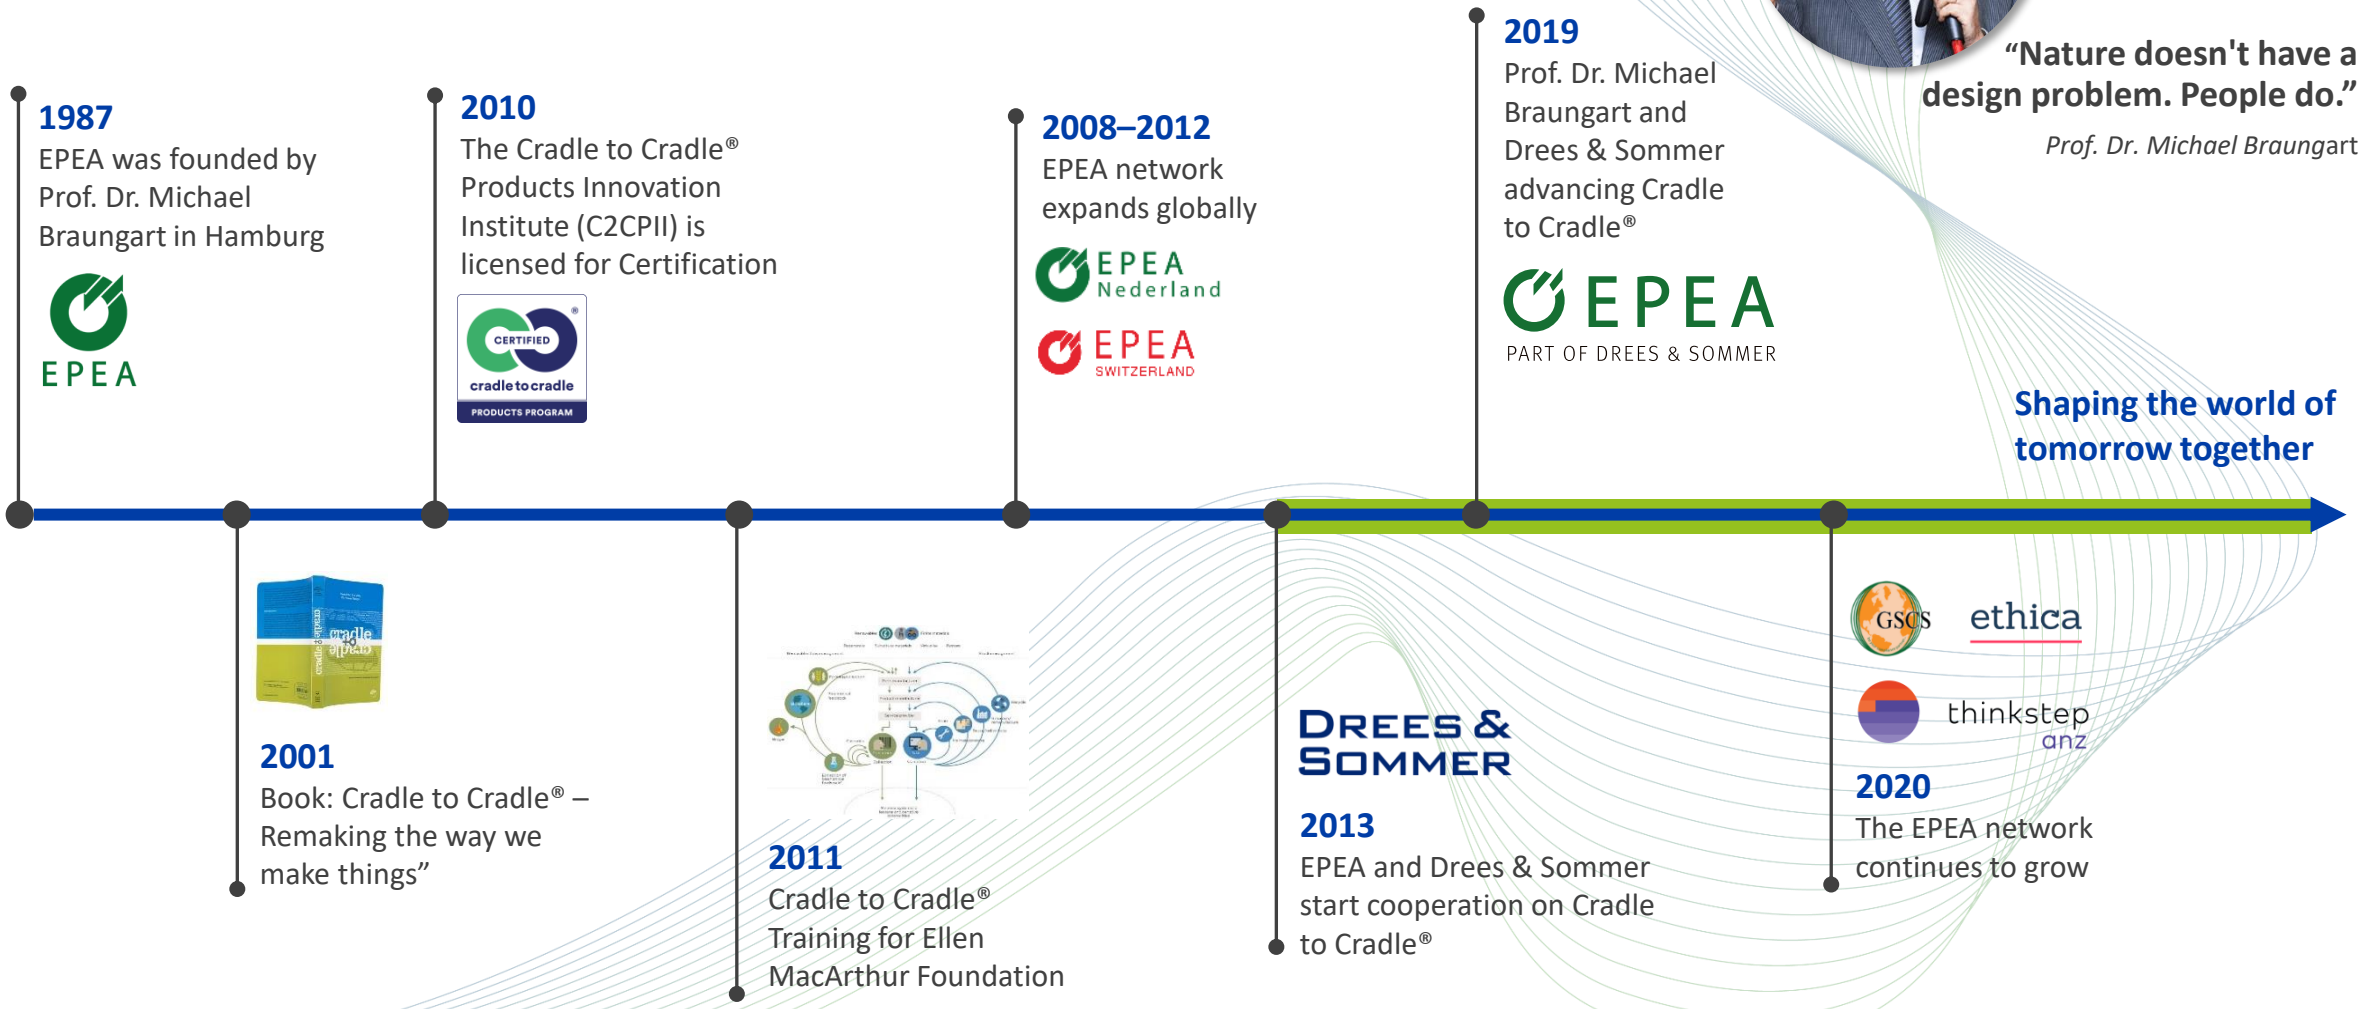 1987
EPEA was founded by
Prof. Dr. Michael
Braungart in Hamburg
EPEA
2010
The Cradle to Cradle®
Products Innovation
Institute (C2CPII) is
licensed for Certification
®
CERTIFIED
cradle to cradle
PRODUCTS PROGRAM
2008–2012
EPEA network
expands globally
EPEA
Nederland
EPEA
SWITZERLAND
2019
Prof. Dr. Michael
Braungart and
Drees & Sommer
advancing Cradle
to Cradle®
EPEA
PART OF DREES & SOMMER
“Nature doesn't have a
design problem. People do.”
Prof. Dr. Michael Braungart
Shaping the world of
tomorrow together
cradle
to
cradle
2001
Book: Cradle to Cradle® –
Remaking the way we
make things”
2011
Cradle to Cradle®
Training for Ellen
MacArthur Foundation
DREES &
SOMMER
2013
EPEA and Drees & Sommer
start cooperation on Cradle
to Cradle®
GSCS
ethica
thinkstep
anz
2020
The EPEA network
continues to grow